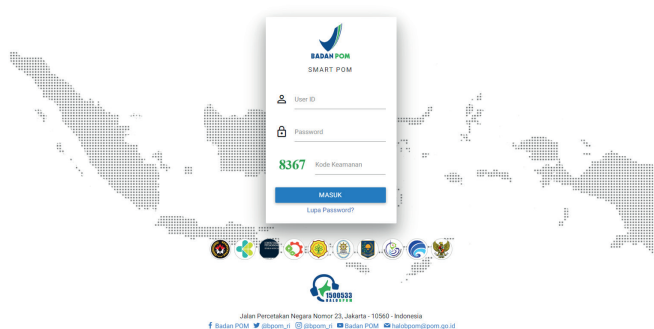 BADAN POM
SMART POM
User ID
Password
8367 Kode Keamanan
MASUK
Lupa Password?
1500533
HALOBPOM
Jalan Percetakan Negara Nomor 23, Jakarta - 10560 - Indonesia
Badan POM @bpom_ri @bpom_ri Badan POM halobpom@pom.go.id